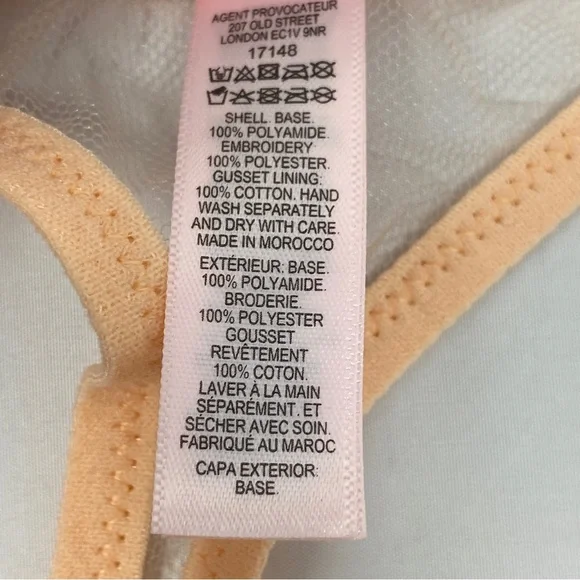 AGENT PROVOCATEUR
207 OLD STREET
LONDON EC1V 9NR
17148
SHELL. BASE.
100% POLYAMIDE.
EMBROIDERY
100% POLYESTER.
GUSSET LINING:
100% COTTON. HAND
WASH SEPARATELY
AND DRY WITH CARE.
MADE IN MOROCCO
EXTÉRIEUR: BASE.
100% POLYAMIDE.
BRODERIE.
100% POLYESTER
GOUSSET
REVÊTEMENT
100% COTON.
LAVER À LA MAIN
SÉPARÉMENT. ET
SÉCHER AVEC SOIN.
FABRIQUÉ AU MAROC
CAPA EXTERIOR:
BASE.